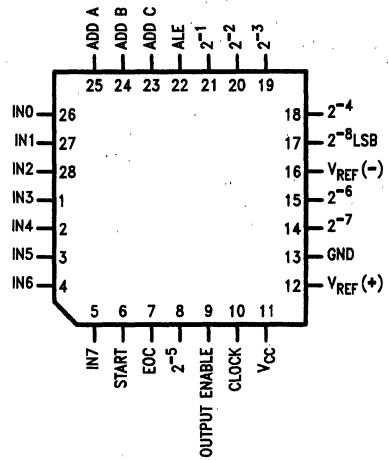 ADD A
ADD B
ADD C
ALE
2⁻¹
2⁻²
2⁻³
25 24 23 22 21 20 19
IN0 26
IN1 27
IN2 28
IN3 1
IN4 2
IN5 3
IN6 4
18 2⁻⁴
17 2⁻⁸LSB
16 VREF(−)
15 2⁻⁶
14 2⁻⁷
13 GND
12 VREF(+)
5 6 7 8 9 10 11
IN7
START
EOC
2⁻⁵
OUTPUT ENABLE
CLOCK
VCC